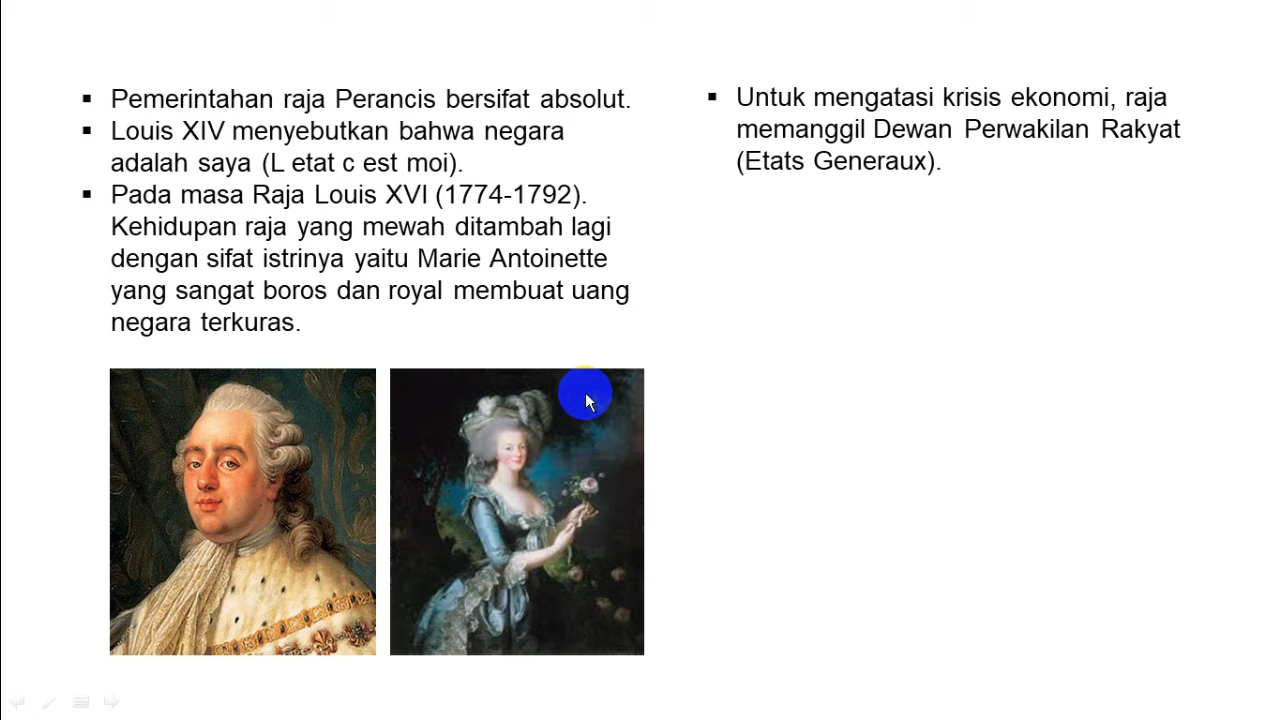 ▪ Pemerintahan raja Perancis bersifat absolut.
▪ Louis XIV menyebutkan bahwa negara
adalah saya (L etat c est moi).
▪ Pada masa Raja Louis XVI (1774-1792).
Kehidupan raja yang mewah ditambah lagi
dengan sifat istrinya yaitu Marie Antoinette
yang sangat boros dan royal membuat uang
negara terkuras.
▪ Untuk mengatasi krisis ekonomi, raja
memanggil Dewan Perwakilan Rakyat
(Etats Generaux).